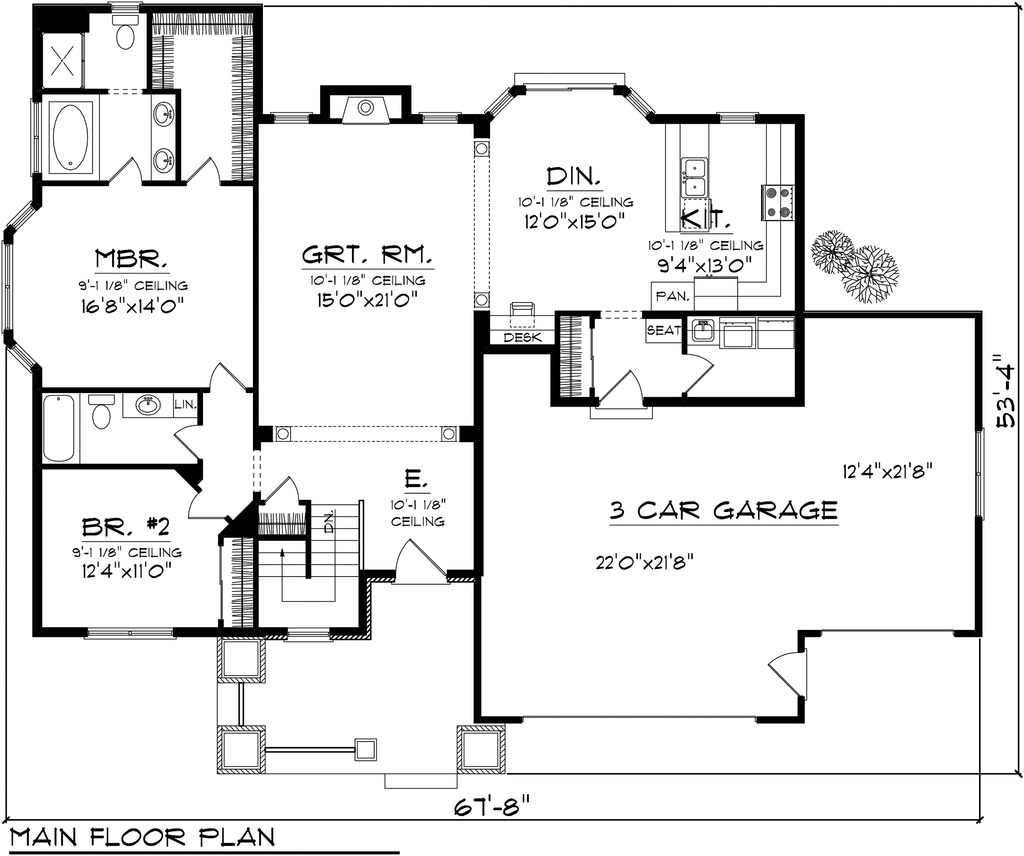 DIN.
10'-1 1/8" CEILING
12'0"x15'0"
KIT.
10'-1 1/8" CEILING
9'4"x13'0"
PAN.
MBR.
9'-1 1/8" CEILING
16'8"x14'0"
GRT. RM.
10'-1 1/8" CEILING
15'0"x21'0"
DESK
SEAT
LIN.
53'-4"
E.
10'-1 1/8"
CEILING
DN.
BR. #2
9'-1 1/8" CEILING
12'4"x11'0"
12'4"x21'8"
3 CAR GARAGE
22'0"x21'8"
67'-8"
MAIN FLOOR PLAN